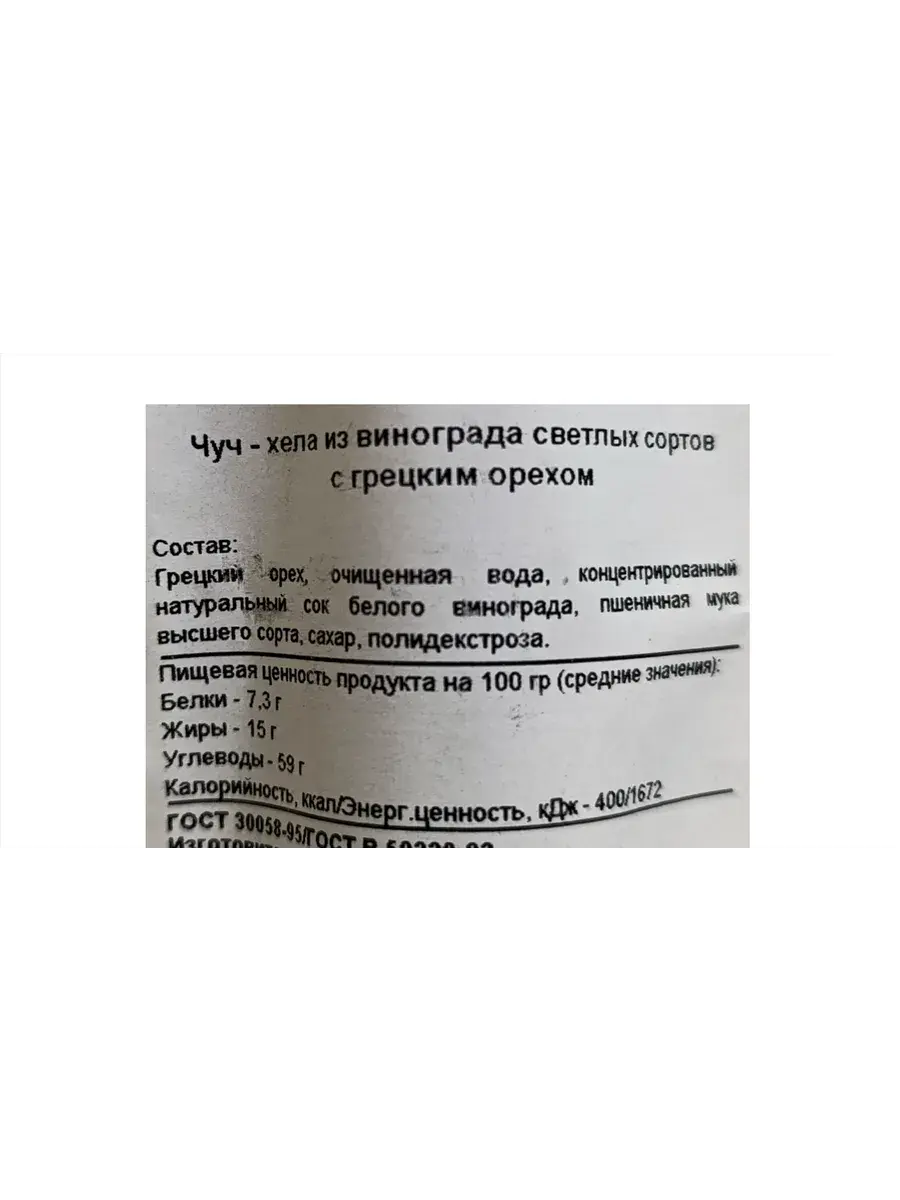 Чуч - хела из винограда светлых сортов
с грецким орехом
Состав:
Грецкий орех, очищенная вода, концентрированный
натуральный сок белого винограда, пшеничная мука
высшего сорта, сахар, полидекстроза.
Пищевая ценность продукта на 100 гр (средние значения):
Белки - 7,3 г
Жиры - 15 г
Углеводы - 59 г
Калорийность, ккал/Энерг.ценность, кДж - 400/1672
ГОСТ 30058-95/ГОСТ Р